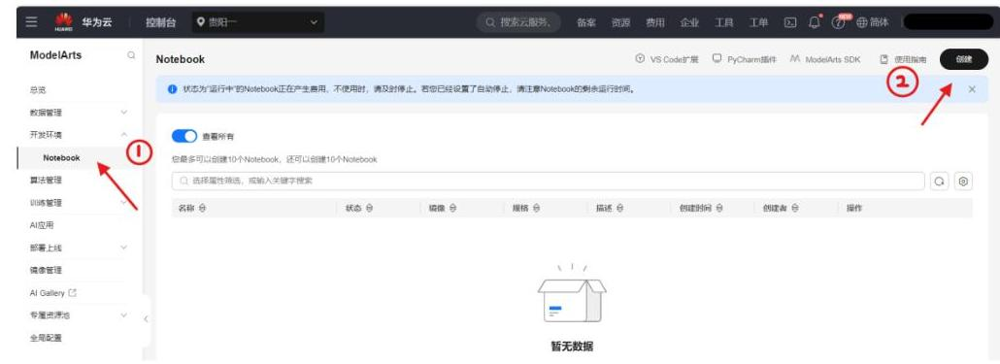 华为云 控制台 贵阳一 搜索云服务、 备案 资源 费用 企业 工具 工单 简体
HUAWEI
ModelArts
Notebook
VS Code扩展 PyCharm插件 ModelArts SDK 使用指南 创建
①
②
状态为"运行中"的Notebook正在产生费用，不使用时，请及时停止。若您已经设置了自动停止，请注意Notebook的剩余运行时间。
总览
数据管理
开发环境
Notebook
算法管理
训练管理
AI应用
部署上线
镜像管理
AI Gallery
专属资源池
全局配置
查看所有
您最多可以创建10个Notebook，还可以创建10个Notebook
选择属性筛选，或输入关键字搜索
名称 状态 镜像 规格 描述 创建时间 创建者 操作
暂无数据